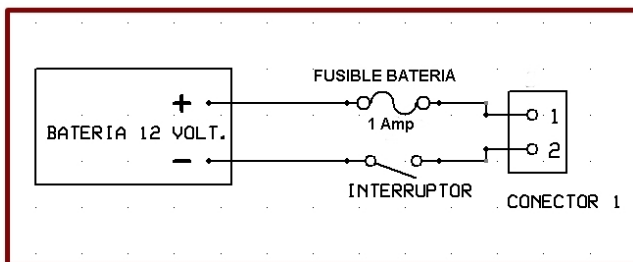 FUSIBLE BATERIA
+
1
BATERIA 12 VOLT.
1 Amp
2
-
INTERRUPTOR
CONECTOR 1